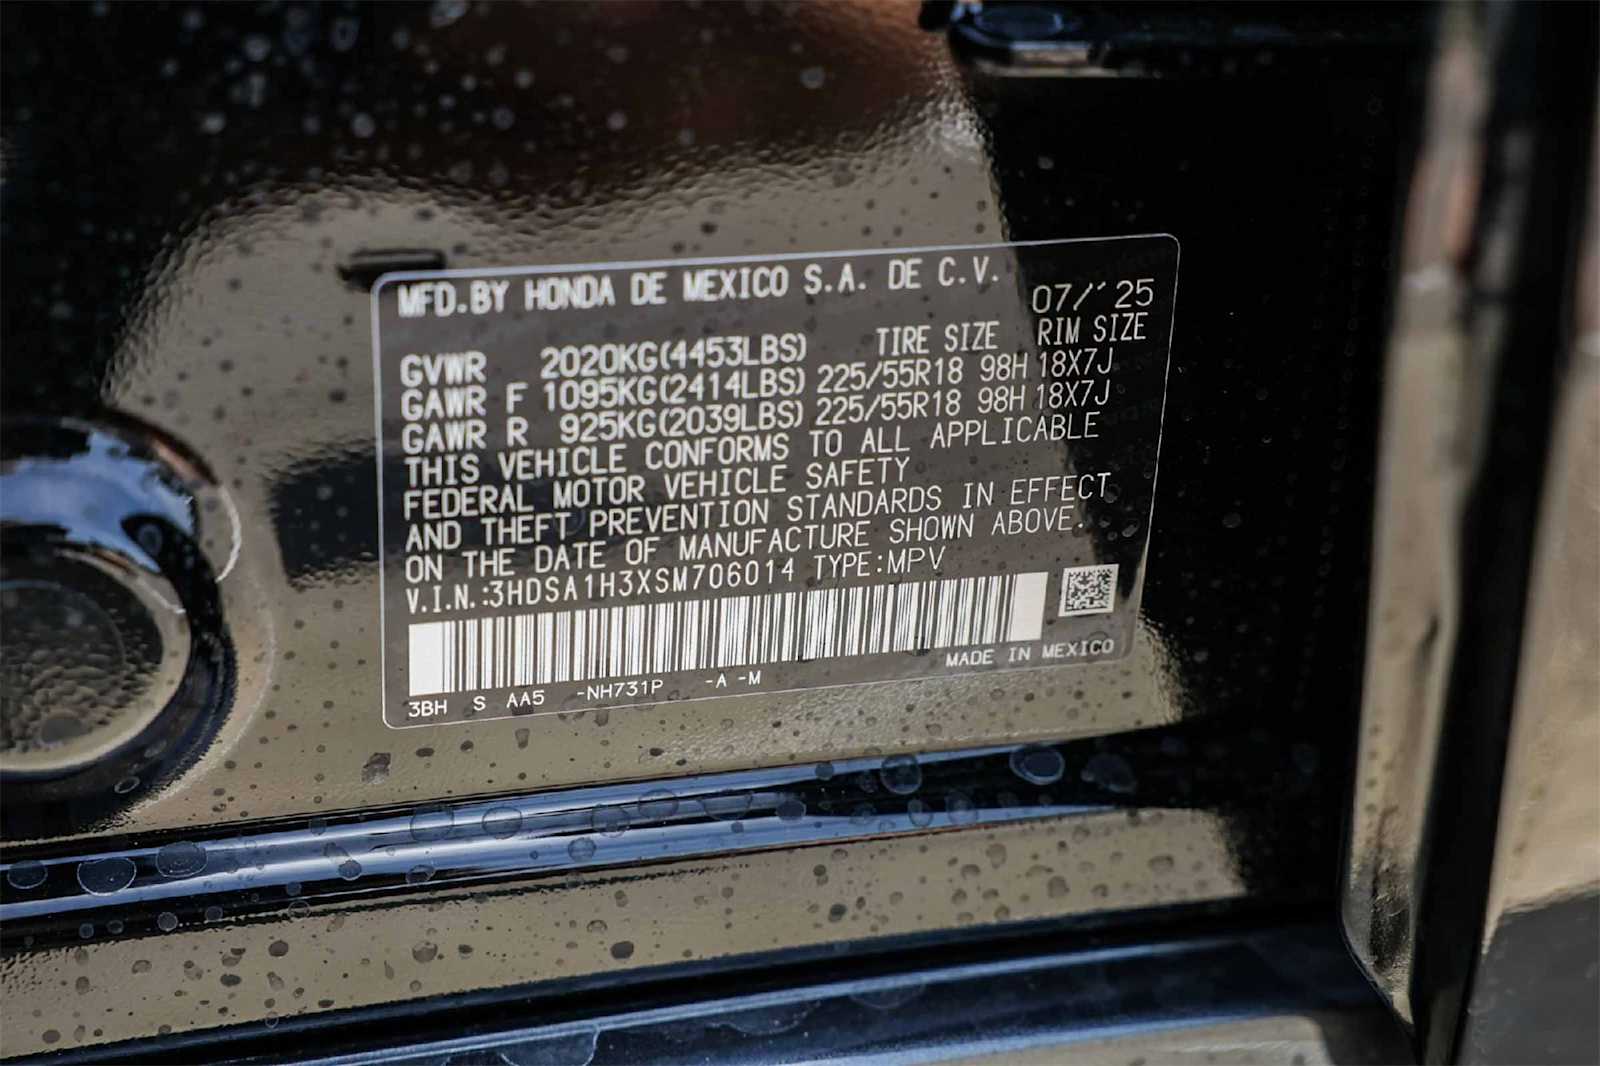 MFD.BY HONDA DE MEXICO S.A. DE C.V.
07/'25
TIRE SIZE RIM SIZE
GVWR 2020KG(4453LBS)
GAWR F 1095KG(2414LBS) 225/55R18 98H 18X7J
GAWR R 925KG(2039LBS) 225/55R18 98H 18X7J
THIS VEHICLE CONFORMS TO ALL APPLICABLE
FEDERAL MOTOR VEHICLE SAFETY
AND THEFT PREVENTION STANDARDS IN EFFECT
ON THE DATE OF MANUFACTURE SHOWN ABOVE.
V.I.N.:3HDSA1H3XSM706014 TYPE:MPV
MADE IN MEXICO
3BH S AA5 -NH731P -A -M